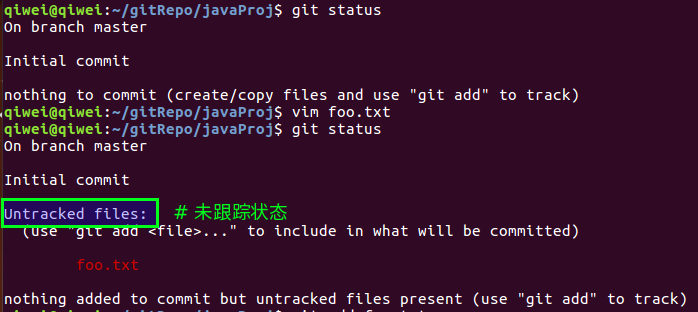 qiwei@qiwei:~/gitRepo/javaProj$ git status
On branch master
Initial commit
nothing to commit (create/copy files and use "git add" to track)
qiwei@qiwei:~/gitRepo/javaProj$ vim foo.txt
qiwei@qiwei:~/gitRepo/javaProj$ git status
On branch master
Initial commit
Untracked files: # 未跟踪状态
(use "git add <file>..." to include in what will be committed)
foo.txt
nothing added to commit but untracked files present (use "git add" to track)